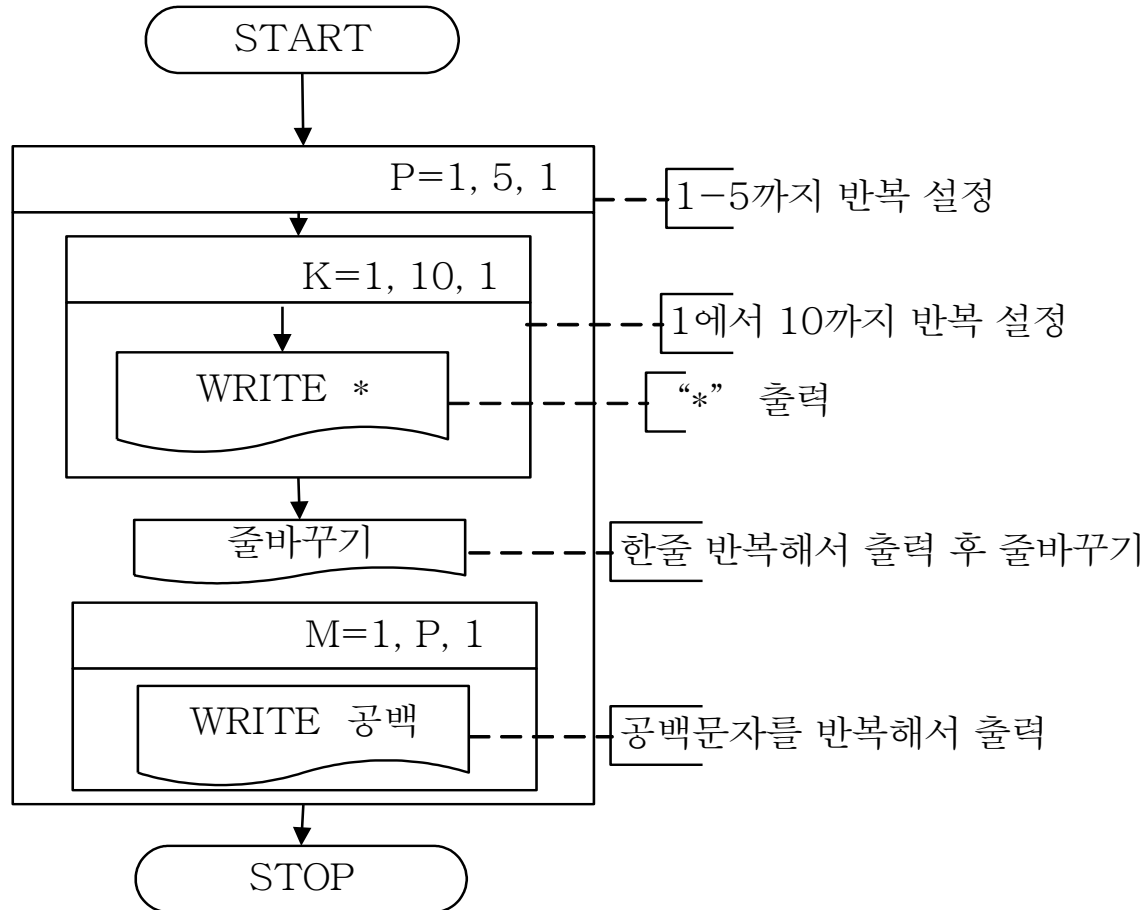 START
P=1, 5, 1
1-5까지 반복 설정
K=1, 10, 1
1에서 10까지 반복 설정
WRITE *
“*” 출력
줄바꾸기
한줄 반복해서 출력 후 줄바꾸기
M=1, P, 1
WRITE 공백
공백문자를 반복해서 출력
STOP